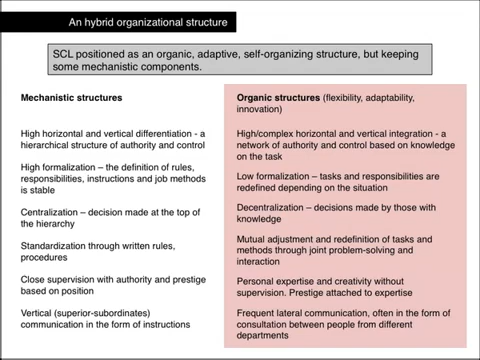 An hybrid organizational structure
SCL positioned as an organic, adaptive, self-organizing structure, but keeping
some mechanistic components.
Mechanistic structures
High horizontal and vertical differentiation - a
hierarchical structure of authority and control
High formalization – the definition of rules,
responsibilities, instructions and job methods
is stable
Centralization – decision made at the top of
the hierarchy
Standardization through written rules,
procedures
Close supervision with authority and prestige
based on position
Vertical (superior-subordinates)
communication in the form of instructions
Organic structures (flexibility, adaptability,
innovation)
High/complex horizontal and vertical integration - a
network of authority and control based on knowledge
on the task
Low formalization – tasks and responsibilities are
redefined depending on the situation
Decentralization – decisions made by those with
knowledge
Mutual adjustment and redefinition of tasks and
methods through joint problem-solving and
interaction
Personal expertise and creativity without
supervision. Prestige attached to expertise
Frequent lateral communication, often in the form of
consultation between people from different
departments